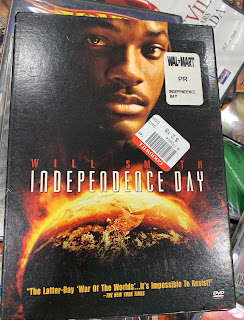 WAL★MART
PR
INDEPENDENCE
DAY
GOODWILL
WILL SMITH
INDEPENDENCE DAY
"The Latter-Day 'War Of The Worlds'...It's Impossible To Resist!"
-THE NEW YORK TIMES
DVD